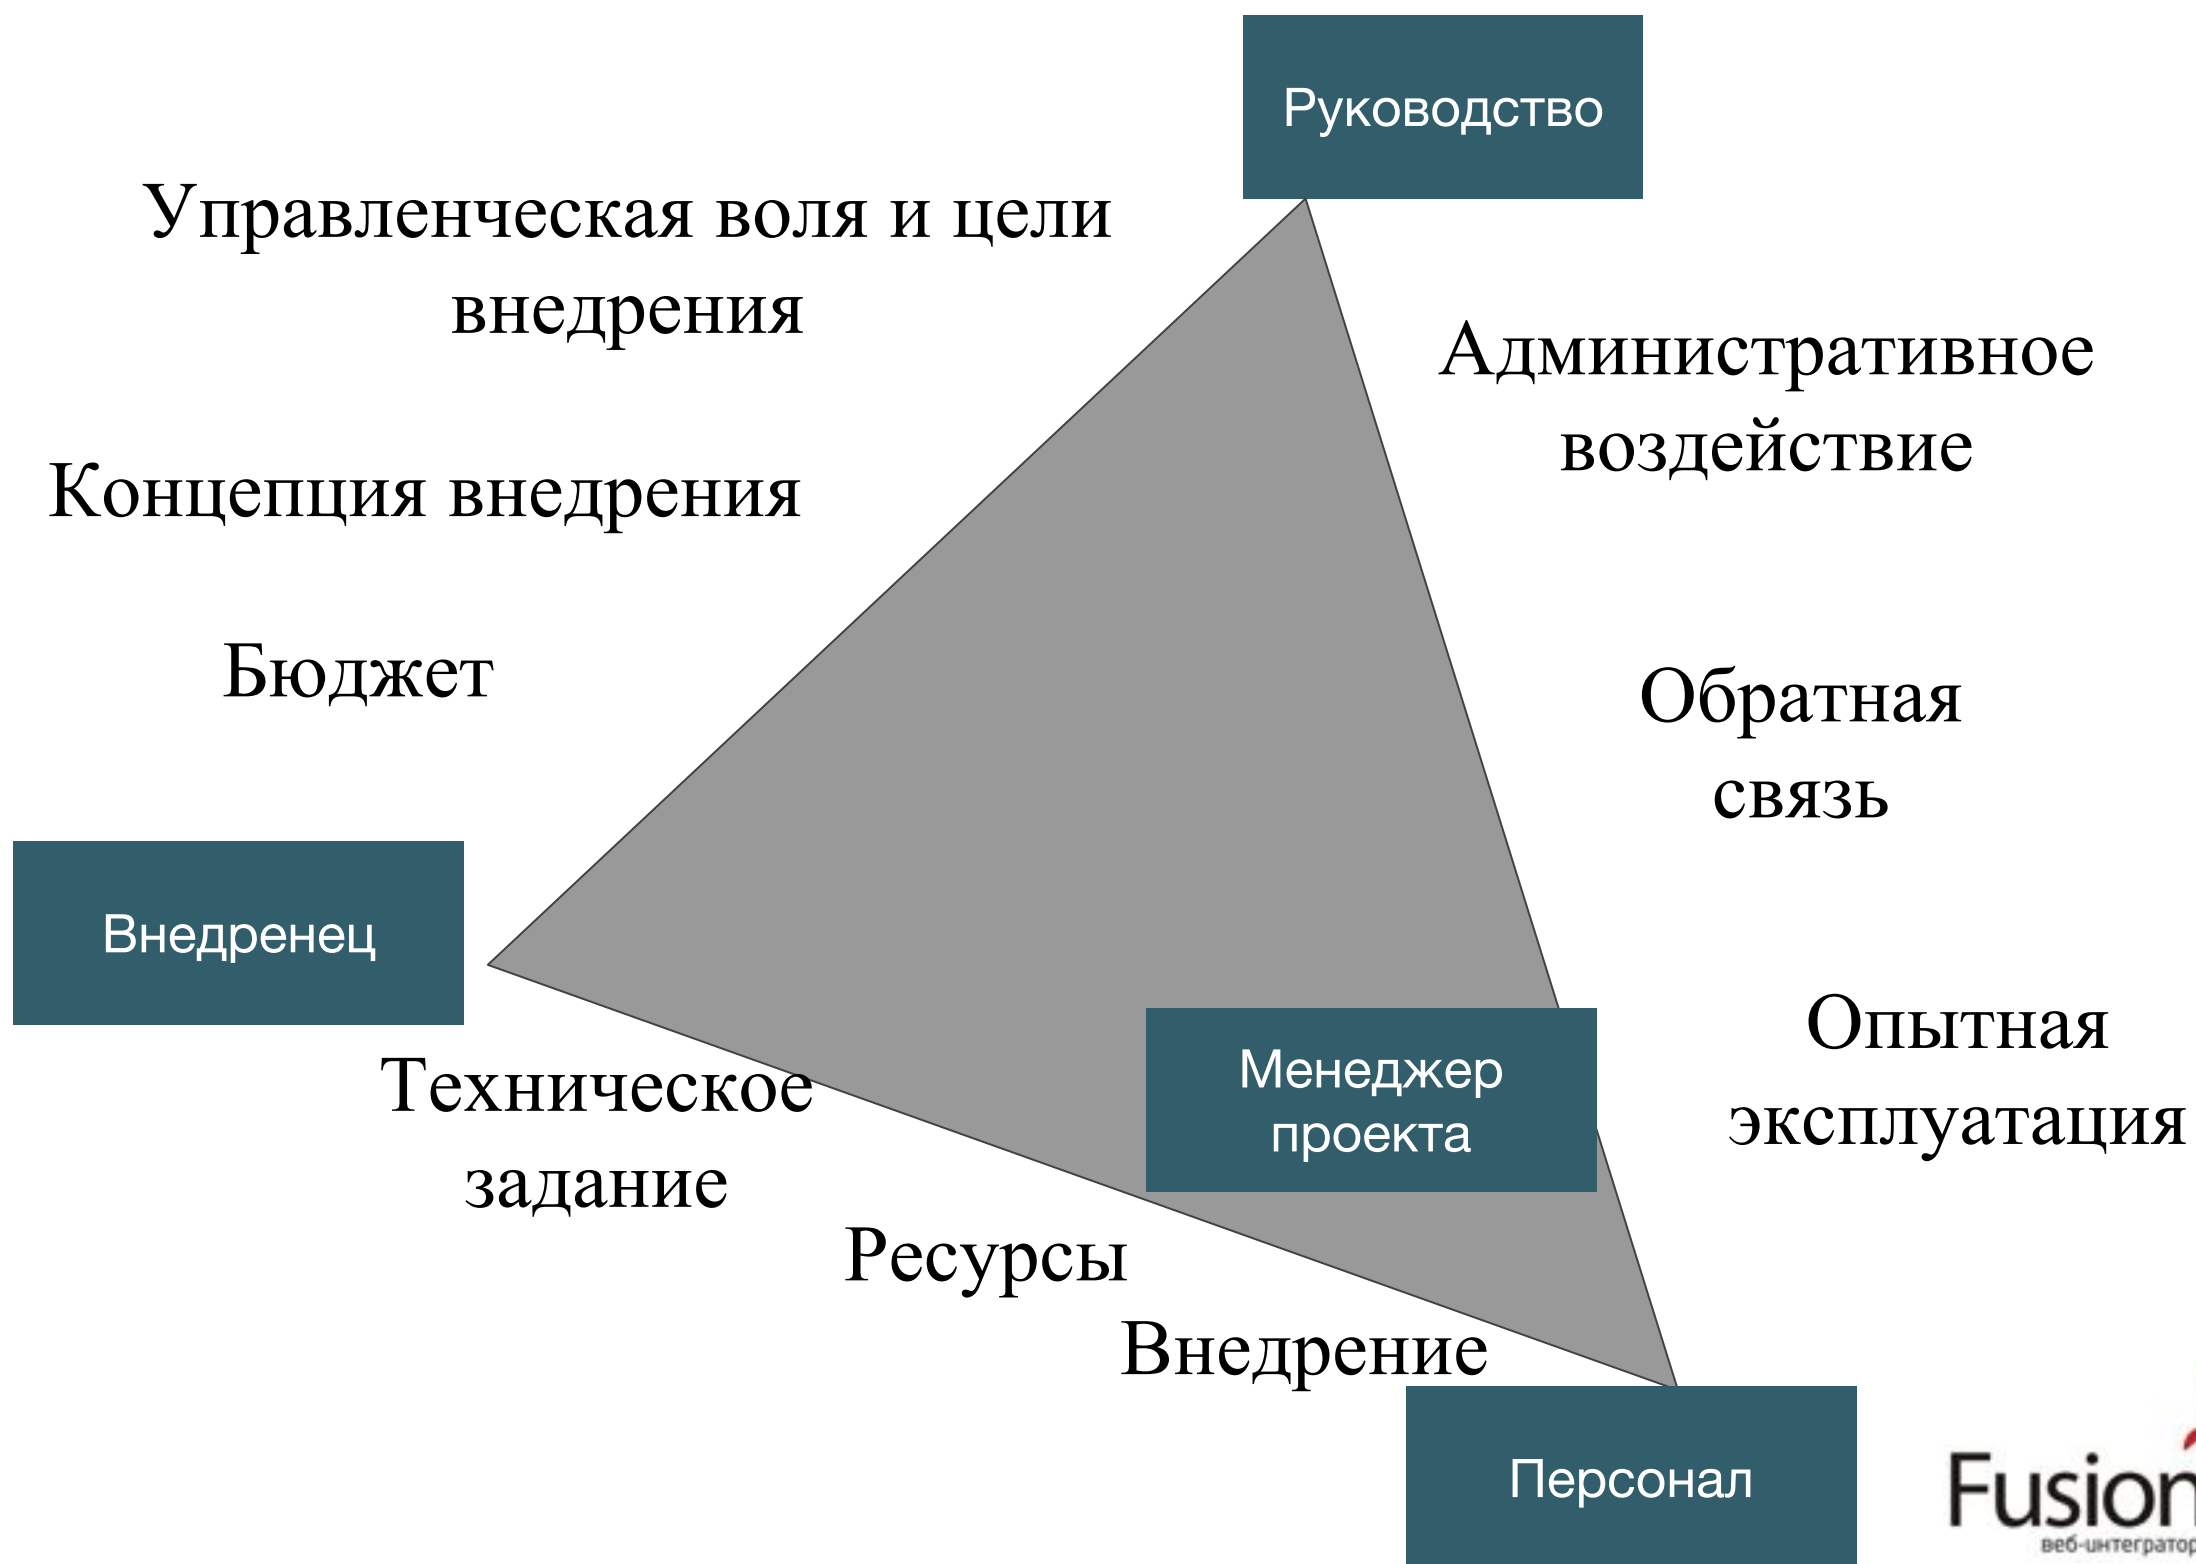 Руководство
Управленческая воля и цели
внедрения
Административное
воздействие
Концепция внедрения
Бюджет
Обратная
связь
Внедренец
Менеджер
проекта
Опытная
эксплуатация
Техническое
задание
Ресурсы
Внедрение
Персонал
Fusion
веб-интегратор